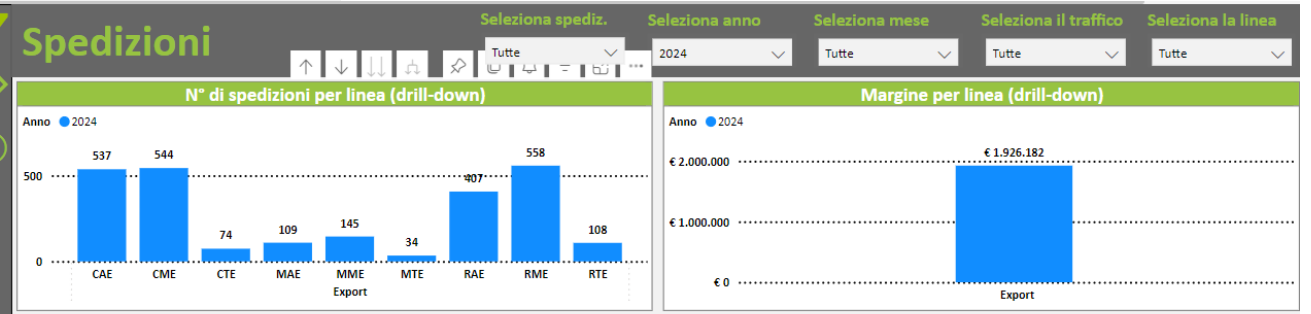 Spedizioni
Seleziona spediz.
Seleziona anno
Seleziona mese
Seleziona il traffico
Seleziona la linea
Tutte
2024
Tutte
Tutte
Tutte
N° di spedizioni per linea (drill-down)
Anno 2024
537 544 74 109 145 34 407 558 108
500
0
CAE CME CTE MAE MME MTE RAE RME RTE
Export
Margine per linea (drill-down)
Anno 2024
€ 1.926.182
€ 2.000.000
€ 1.000.000
€ 0
Export